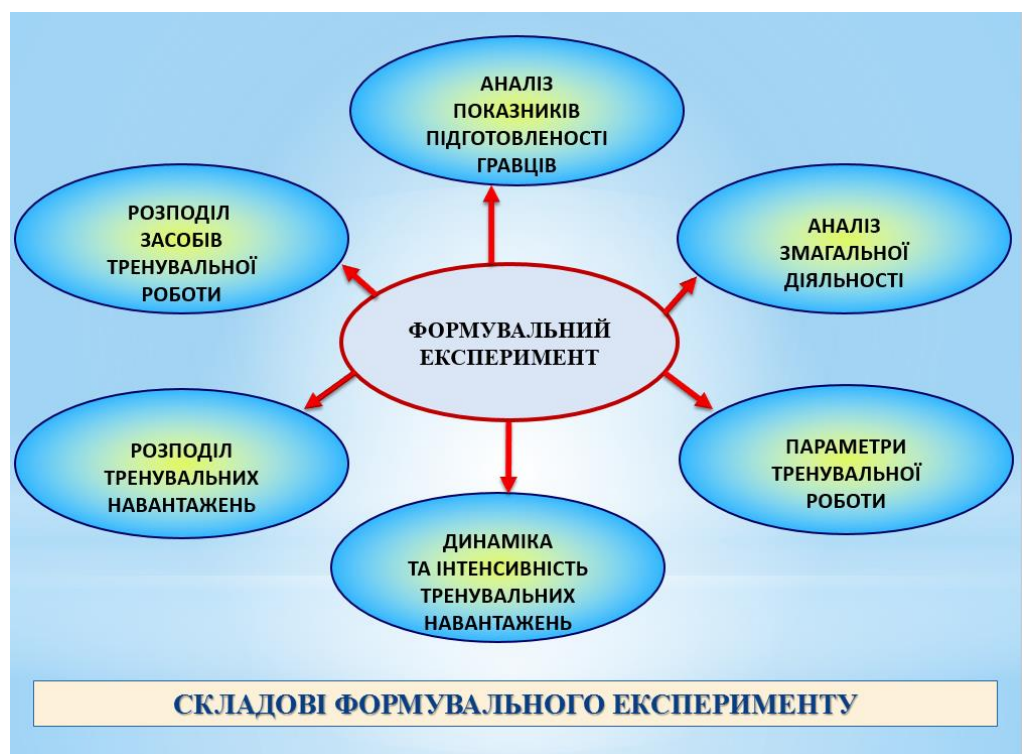 АНАЛІЗ
ПОКАЗНИКІВ
ПІДГОТОВЛЕНОСТІ
ГРАВЦІВ
РОЗПОДІЛ
ЗАСОБІВ
ТРЕНУВАЛЬНОЇ
РОБОТИ
АНАЛІЗ
ЗМАГАЛЬНОЇ
ДІЯЛЬНОСТІ
ФОРМУВАЛЬНИЙ
ЕКСПЕРИМЕНТ
РОЗПОДІЛ
ТРЕНУВАЛЬНИХ
НАВАНТАЖЕНЬ
ПАРАМЕТРИ
ТРЕНУВАЛЬНОЇ
РОБОТИ
ДИНАМІКА
ТА ІНТЕНСИВНІСТЬ
ТРЕНУВАЛЬНИХ
НАВАНТАЖЕНЬ
СКЛАДОВІ ФОРМУВАЛЬНОГО ЕКСПЕРИМЕНТУ